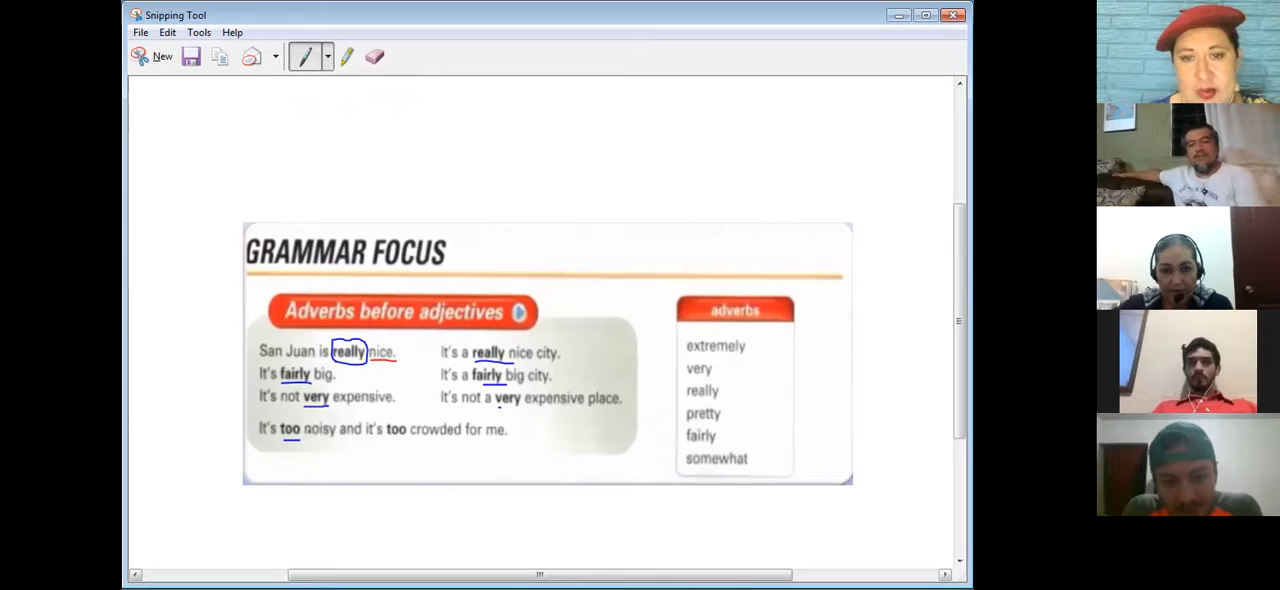 Snipping Tool
File Edit Tools Help
New
GRAMMAR FOCUS
Adverbs before adjectives
San Juan is really nice. It's a really nice city.
It's fairly big. It's a fairly big city.
It's not very expensive. It's not a very expensive place.
It's too noisy and it's too crowded for me.
adverbs
extremely
very
really
pretty
fairly
somewhat